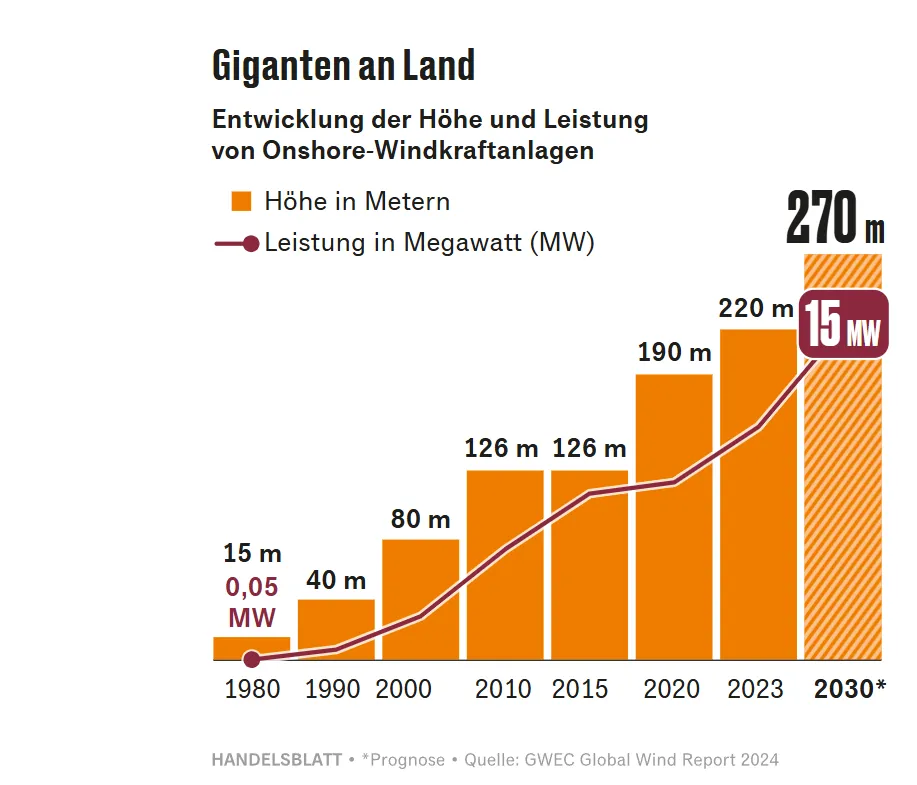 Giganten an Land
Entwicklung der Höhe und Leistung
von Onshore-Windkraftanlagen
Höhe in Metern
Leistung in Megawatt (MW)
270 m
15 MW
220 m
190 m
126 m
126 m
80 m
40 m
15 m
0,05
MW
1980
1990
2000
2010
2015
2020
2023
2030*
HANDELSBLATT • *Prognose • Quelle: GWEC Global Wind Report 2024